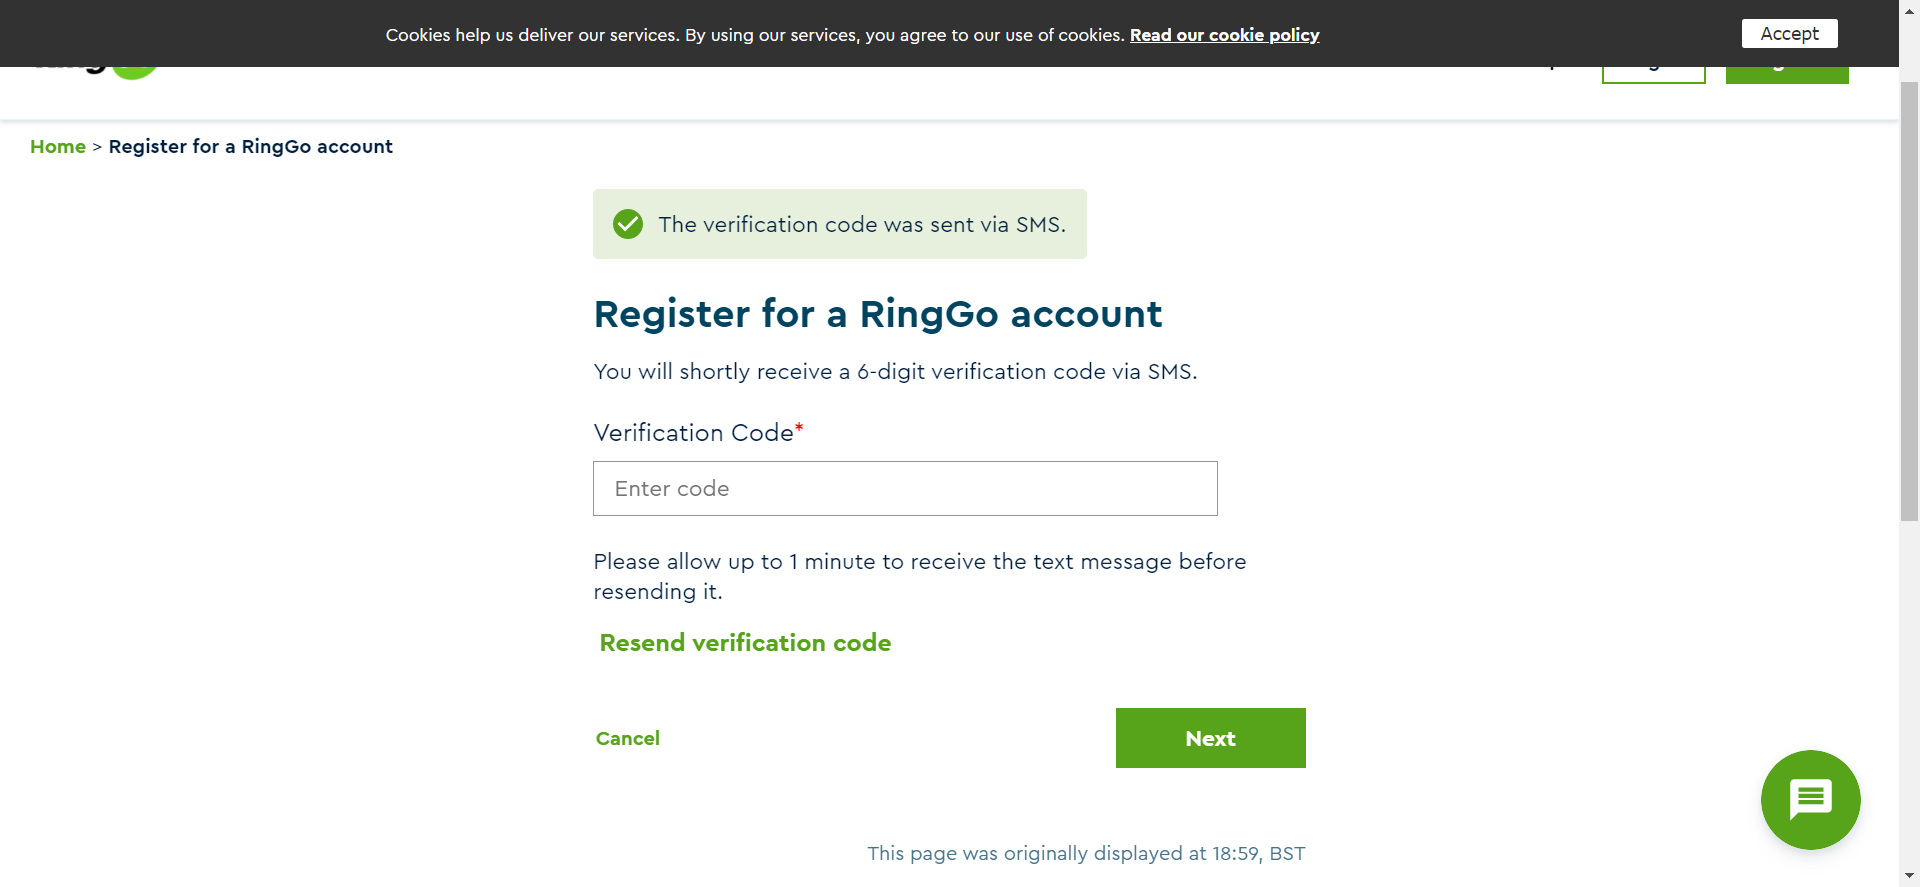 Cookies help us deliver our services. By using our services, you agree to our use of cookies. Read our cookie policy
Accept
Home > Register for a RingGo account
The verification code was sent via SMS.
Register for a RingGo account
You will shortly receive a 6-digit verification code via SMS.
Verification Code*
Enter code
Please allow up to 1 minute to receive the text message before
resending it.
Resend verification code
Cancel
Next
This page was originally displayed at 18:59, BST